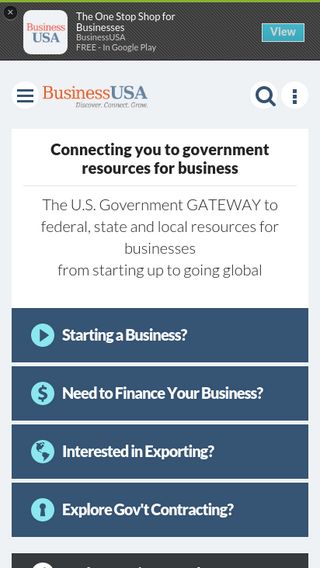 The One Stop Shop for
Businesses
BusinessUSA
FREE - In Google Play
Business
USA
View
BusinessUSA
Discover. Connect. Grow.
Connecting you to government
resources for business
The U.S. Government GATEWAY to
federal, state and local resources for
businesses
from starting up to going global
Starting a Business?
Need to Finance Your Business?
Interested in Exporting?
Explore Gov't Contracting?